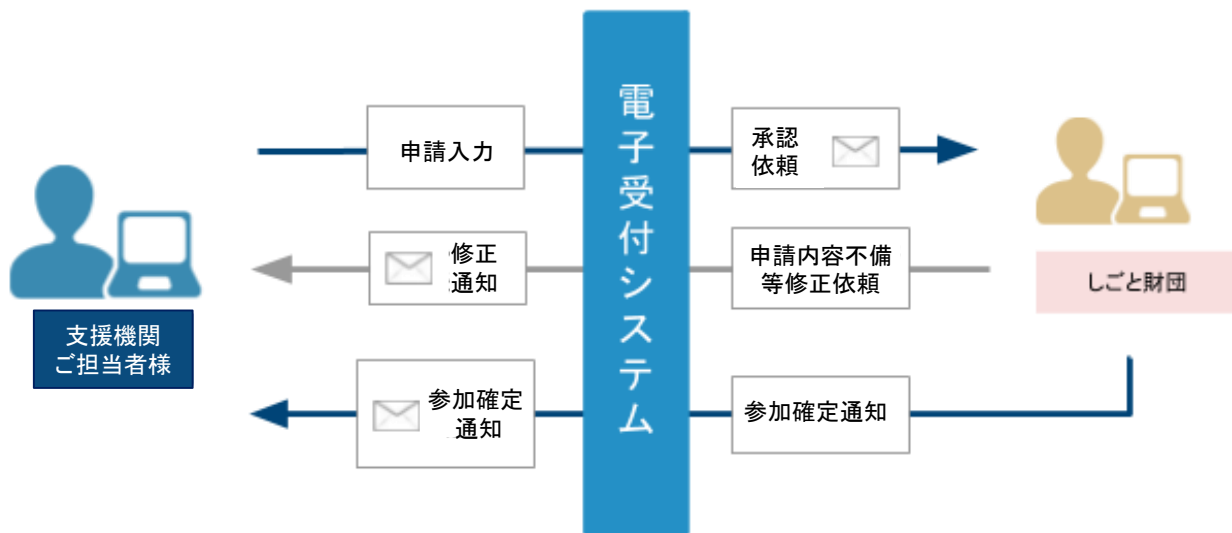 申請入力
電子受付システム
承認
依頼
修正
通知
申請内容不備
等修正依頼
しごと財団
支援機関
ご担当者様
参加確定
通知
参加確定通知